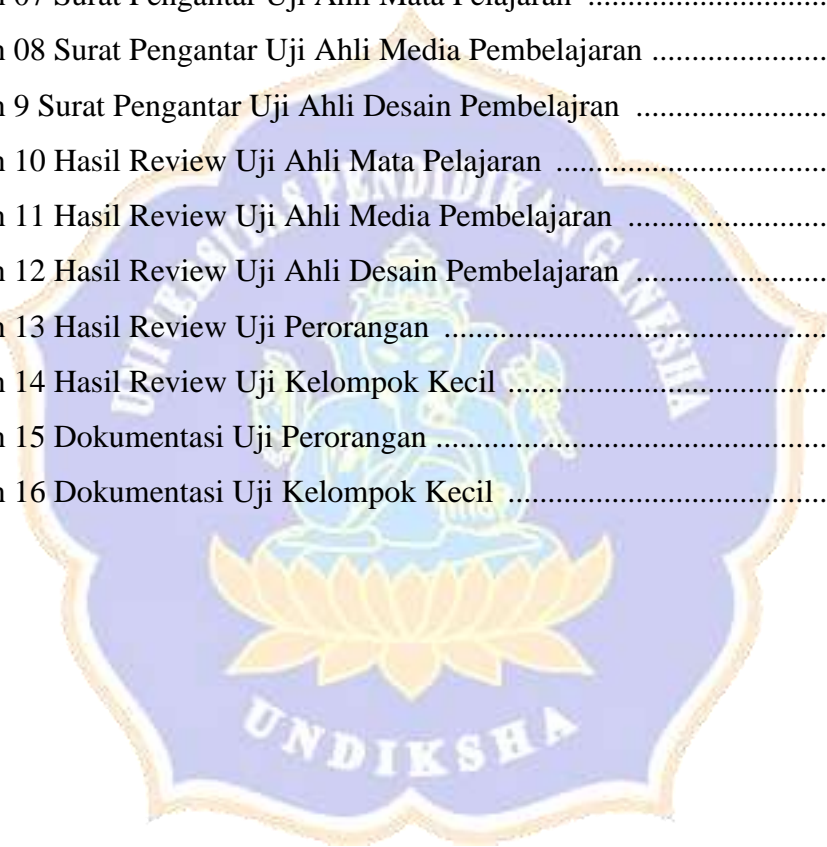 n 07 Surat Pengantar Uji Ahli Mata Pelajaran ..............................
n 08 Surat Pengantar Uji Ahli Media Pembelajaran ......................
n 9 Surat Pengantar Uji Ahli Desain Pembelajran ........................
n 10 Hasil Review Uji Ahli Mata Pelajaran ..................................
n 11 Hasil Review Uji Ahli Media Pembelajaran .........................
n 12 Hasil Review Uji Ahli Desain Pembelajaran ........................
n 13 Hasil Review Uji Perorangan ................................................
n 14 Hasil Review Uji Kelompok Kecil ........................................
n 15 Dokumentasi Uji Perorangan .................................................
n 16 Dokumentasi Uji Kelompok Kecil ........................................
UNIVERSITAS PENDIDIKAN GANESHA
UNDIKSHA